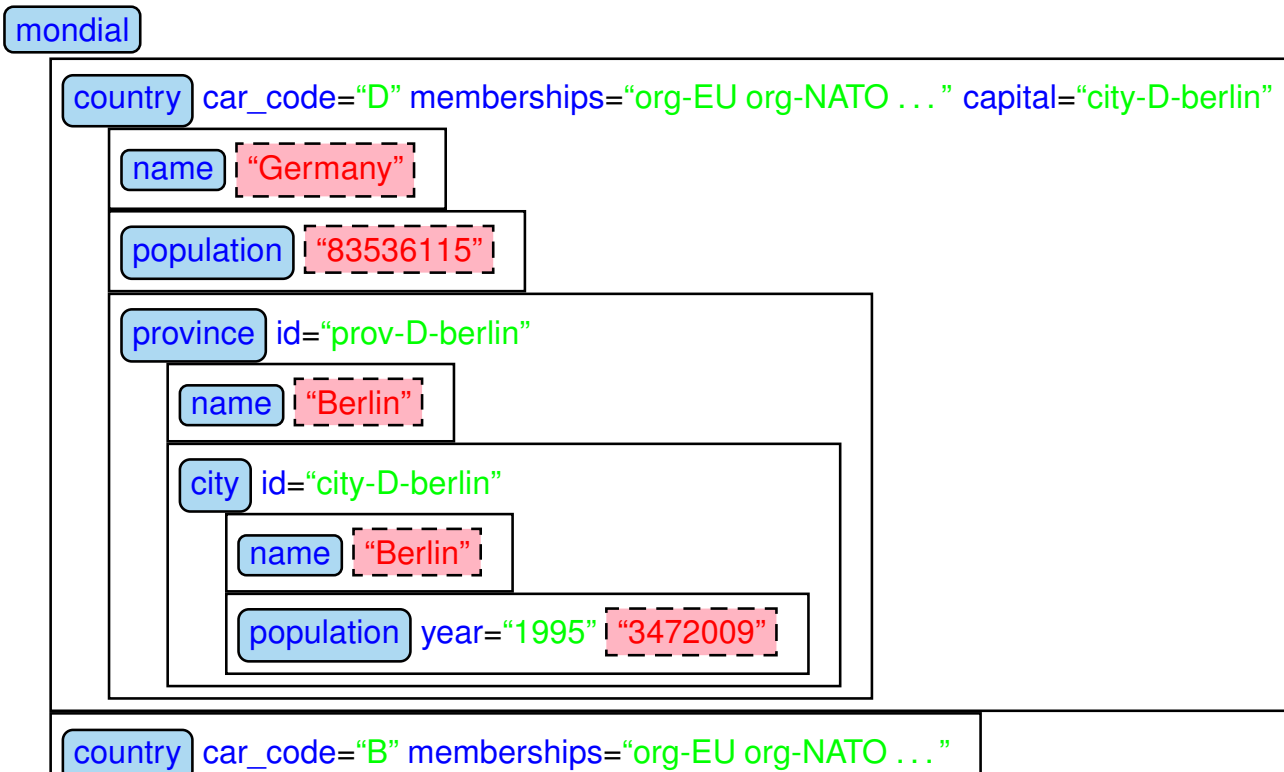 mondial
country car_code=“D” memberships=“org-EU org-NATO . . . ” capital=“city-D-berlin”
name “Germany”
population “83536115”
province id=“prov-D-berlin”
name “Berlin”
city id=“city-D-berlin”
name “Berlin”
population year=“1995” “3472009”
country car_code=“B” memberships=“org-EU org-NATO . . . ”